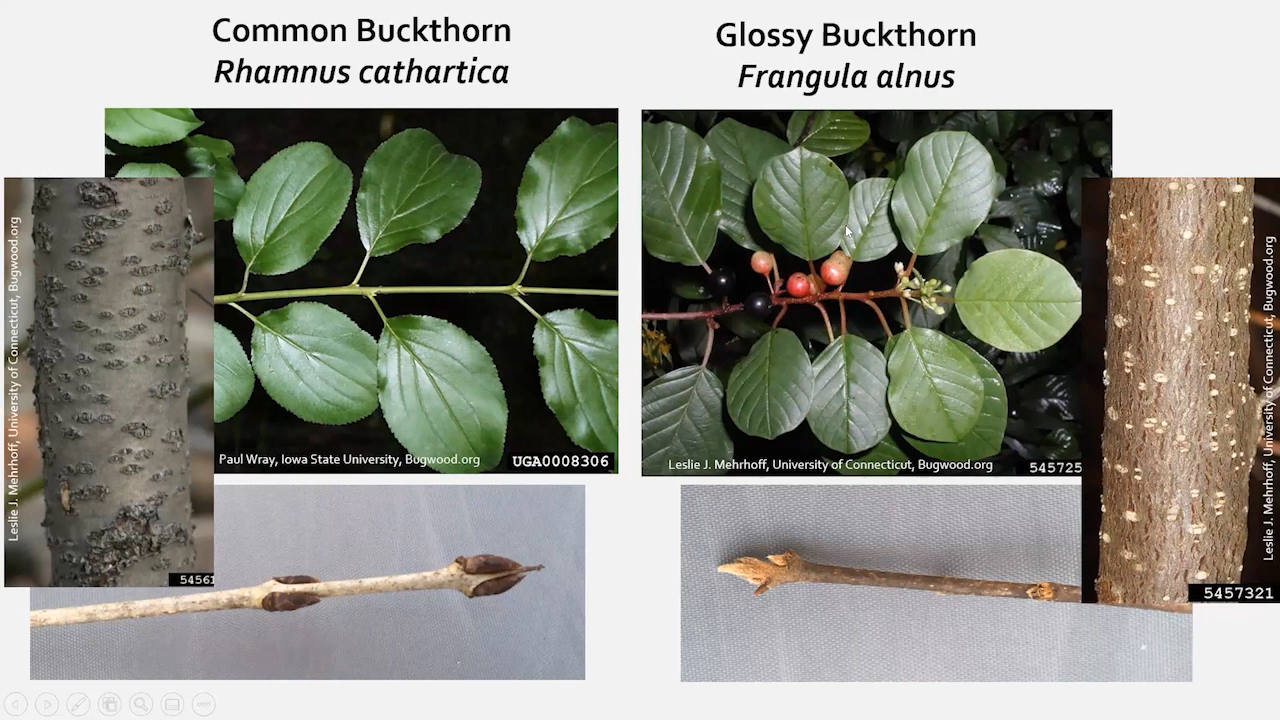 Common Buckthorn
Rhamnus cathartica
Glossy Buckthorn
Frangula alnus
Leslie J. Mehrhoff, University of Connecticut, Bugwood.org
54561
Paul Wray, Iowa State University, Bugwood.org
UGA0008306
Leslie J. Mehrhoff, University of Connecticut, Bugwood.org
545725
Leslie J. Mehrhoff, University of Connecticut, Bugwood.org
5457321